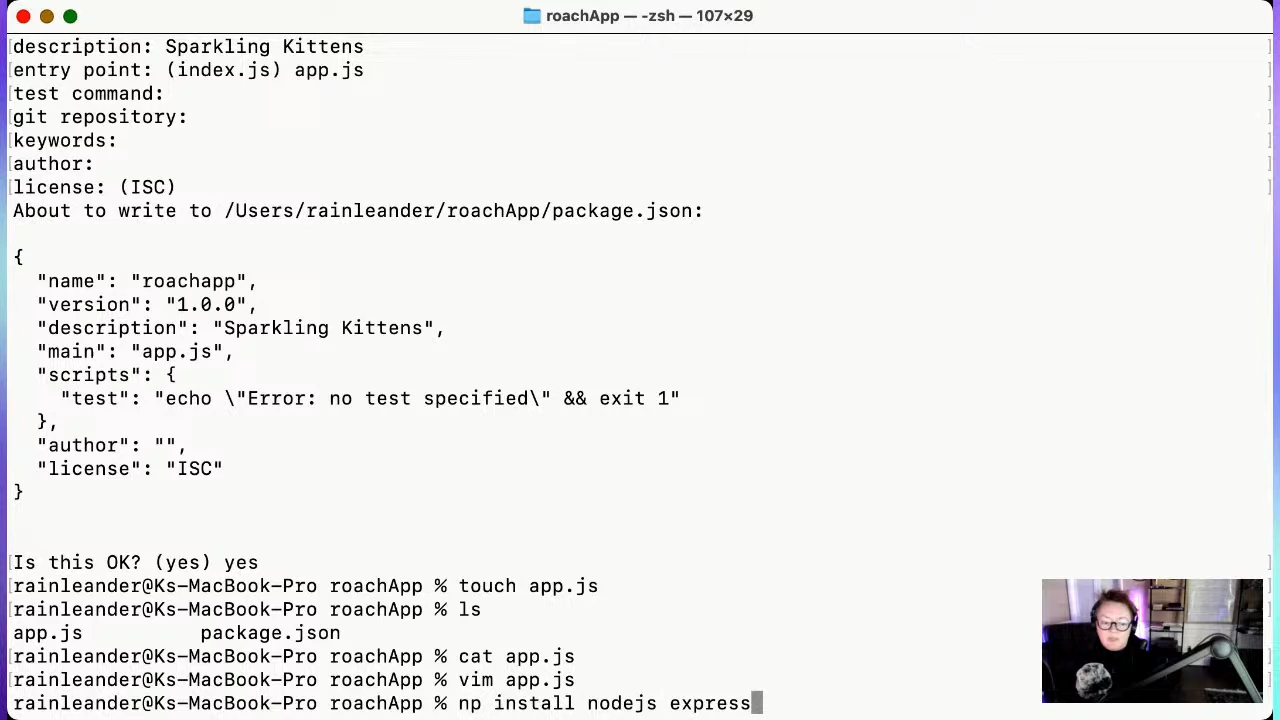 roachApp — -zsh — 107×29
description: Sparkling Kittens
entry point: (index.js) app.js
test command:
git repository:
keywords:
author:
license: (ISC)
About to write to /Users/rainleander/roachApp/package.json:
{
  "name": "roachapp",
  "version": "1.0.0",
  "description": "Sparkling Kittens",
  "main": "app.js",
  "scripts": {
    "test": "echo \"Error: no test specified\" && exit 1"
  },
  "author": "",
  "license": "ISC"
}
Is this OK? (yes) yes
rainleander@Ks-MacBook-Pro roachApp % touch app.js
rainleander@Ks-MacBook-Pro roachApp % ls
app.js          package.json
rainleander@Ks-MacBook-Pro roachApp % cat app.js
rainleander@Ks-MacBook-Pro roachApp % vim app.js
rainleander@Ks-MacBook-Pro roachApp % np install nodejs express